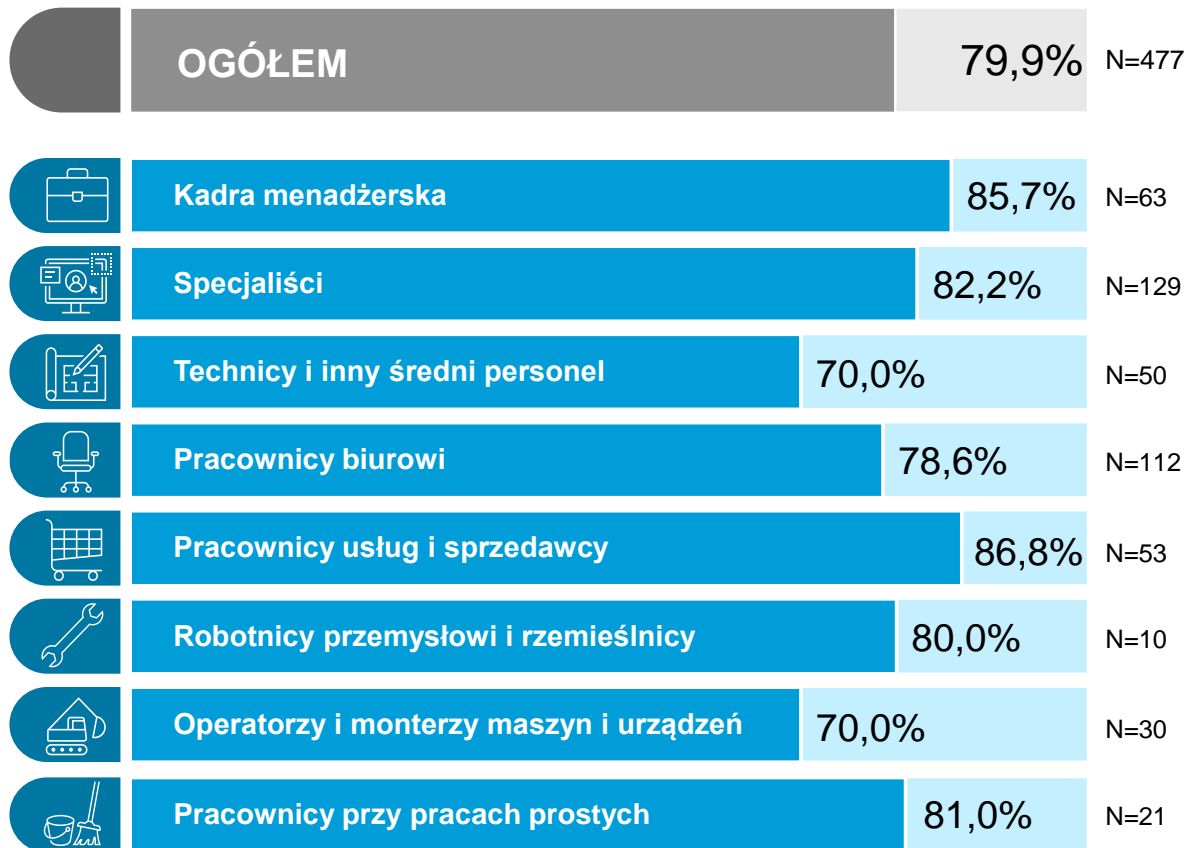 OGÓŁEM 79,9% N=477
Kadra menadżerska 85,7% N=63
Specjaliści 82,2% N=129
Technicy i inny średni personel 70,0% N=50
Pracownicy biurowi 78,6% N=112
Pracownicy usług i sprzedawcy 86,8% N=53
Robotnicy przemysłowi i rzemieślnicy 80,0% N=10
Operatorzy i monterzy maszyn i urządzeń 70,0% N=30
Pracownicy przy pracach prostych 81,0% N=21